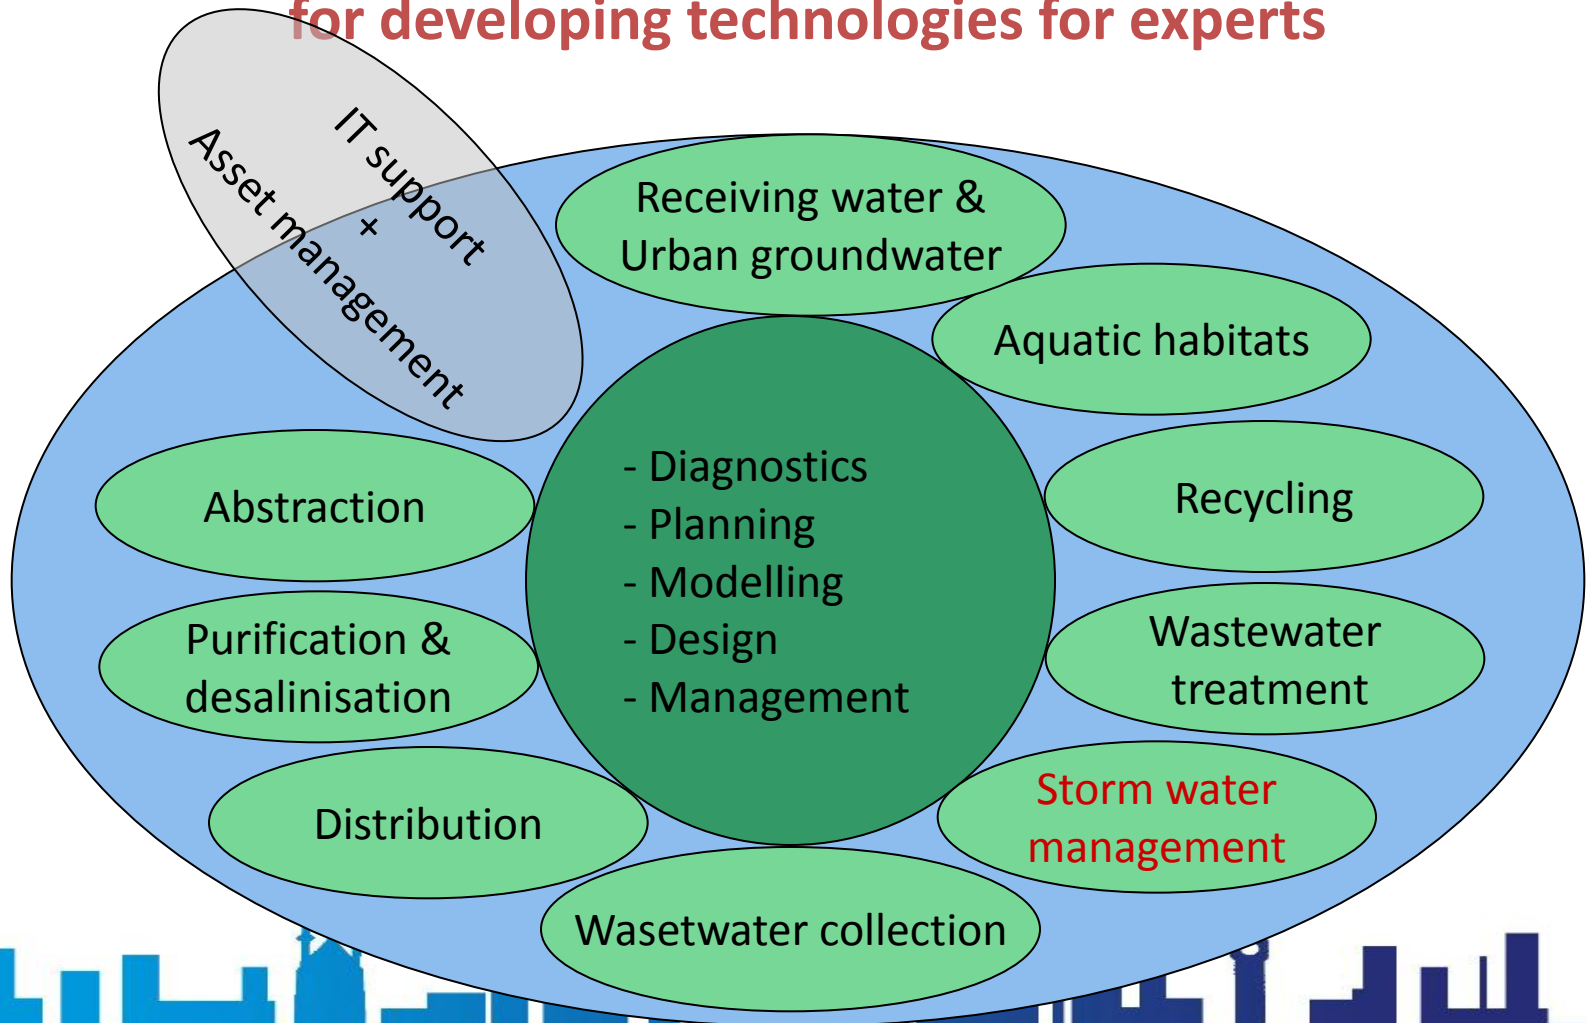 for developing technologies for experts
IT support
+
Asset management
Receiving water &
Urban groundwater
Aquatic habitats
Abstraction
- Diagnostics
- Planning
- Modelling
- Design
- Management
Recycling
Purification &
desalinisation
Wastewater
treatment
Distribution
Storm water
management
Wasetwater collection